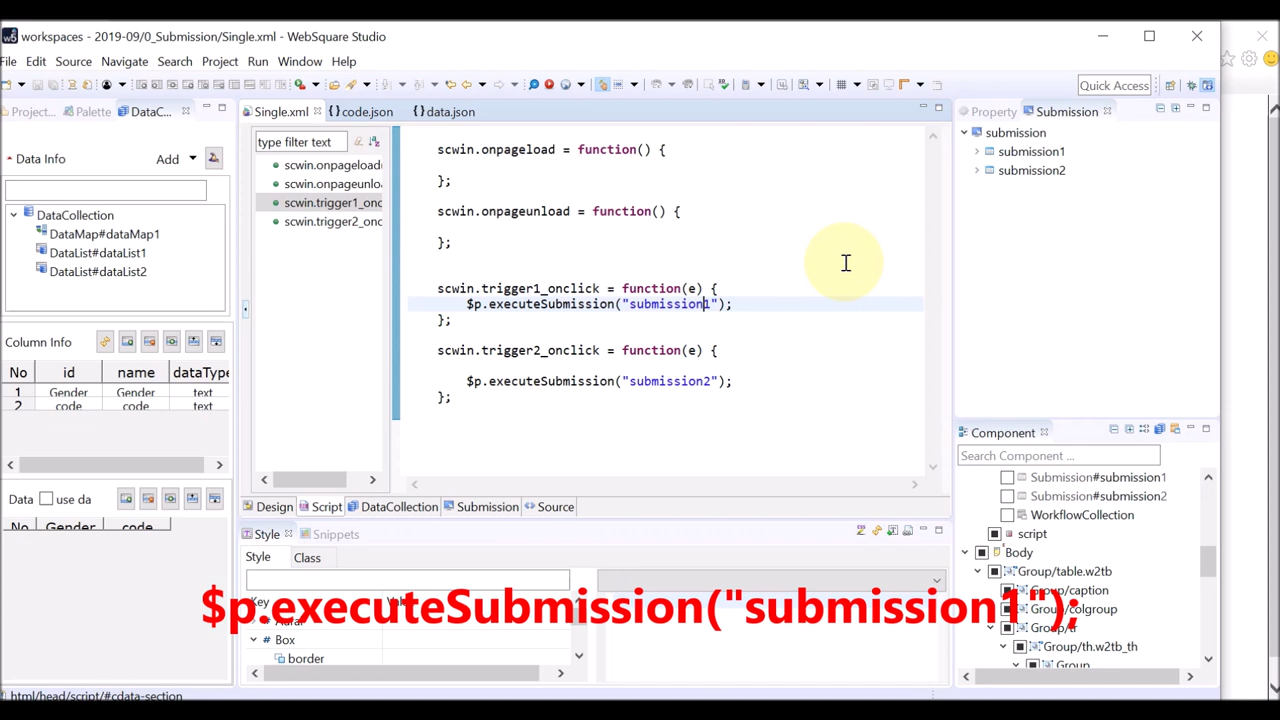 workspaces - 2019-09/0_Submission/Single.xml - WebSquare Studio
File Edit Source Navigate Search Project Run Window Help
Quick Access
Project... Palette DataC...
Data Info Add
DataCollection
DataMap#dataMap1
DataList#dataList1
DataList#dataList2
Column Info
No id name dataType
1 Gender Gender text
2 code code text
Data use da
No Gender code
Single.xml code.json data.json
type filter text
scwin.onpageload
scwin.onpageunloa
scwin.trigger1_onc
scwin.trigger2_onc
scwin.onpageload = function() {
};
scwin.onpageunload = function() {
};
scwin.trigger1_onclick = function(e) {
$p.executeSubmission("submission1");
};
scwin.trigger2_onclick = function(e) {
$p.executeSubmission("submission2");
};
Design Script DataCollection Submission Source
Style Snippets
Style Class
# Box
border
Property Submission
submission
submission1
submission2
Component
Search Component
Submission#submission1
Submission#submission2
WorkflowCollection
script
Body
Group/table.w2tb
Group/caption
Group/colgroup
Group/tr
Group/th.w2tb_th
Group
$p.executeSubmission("submission1");
html/head/script/#cdata-section